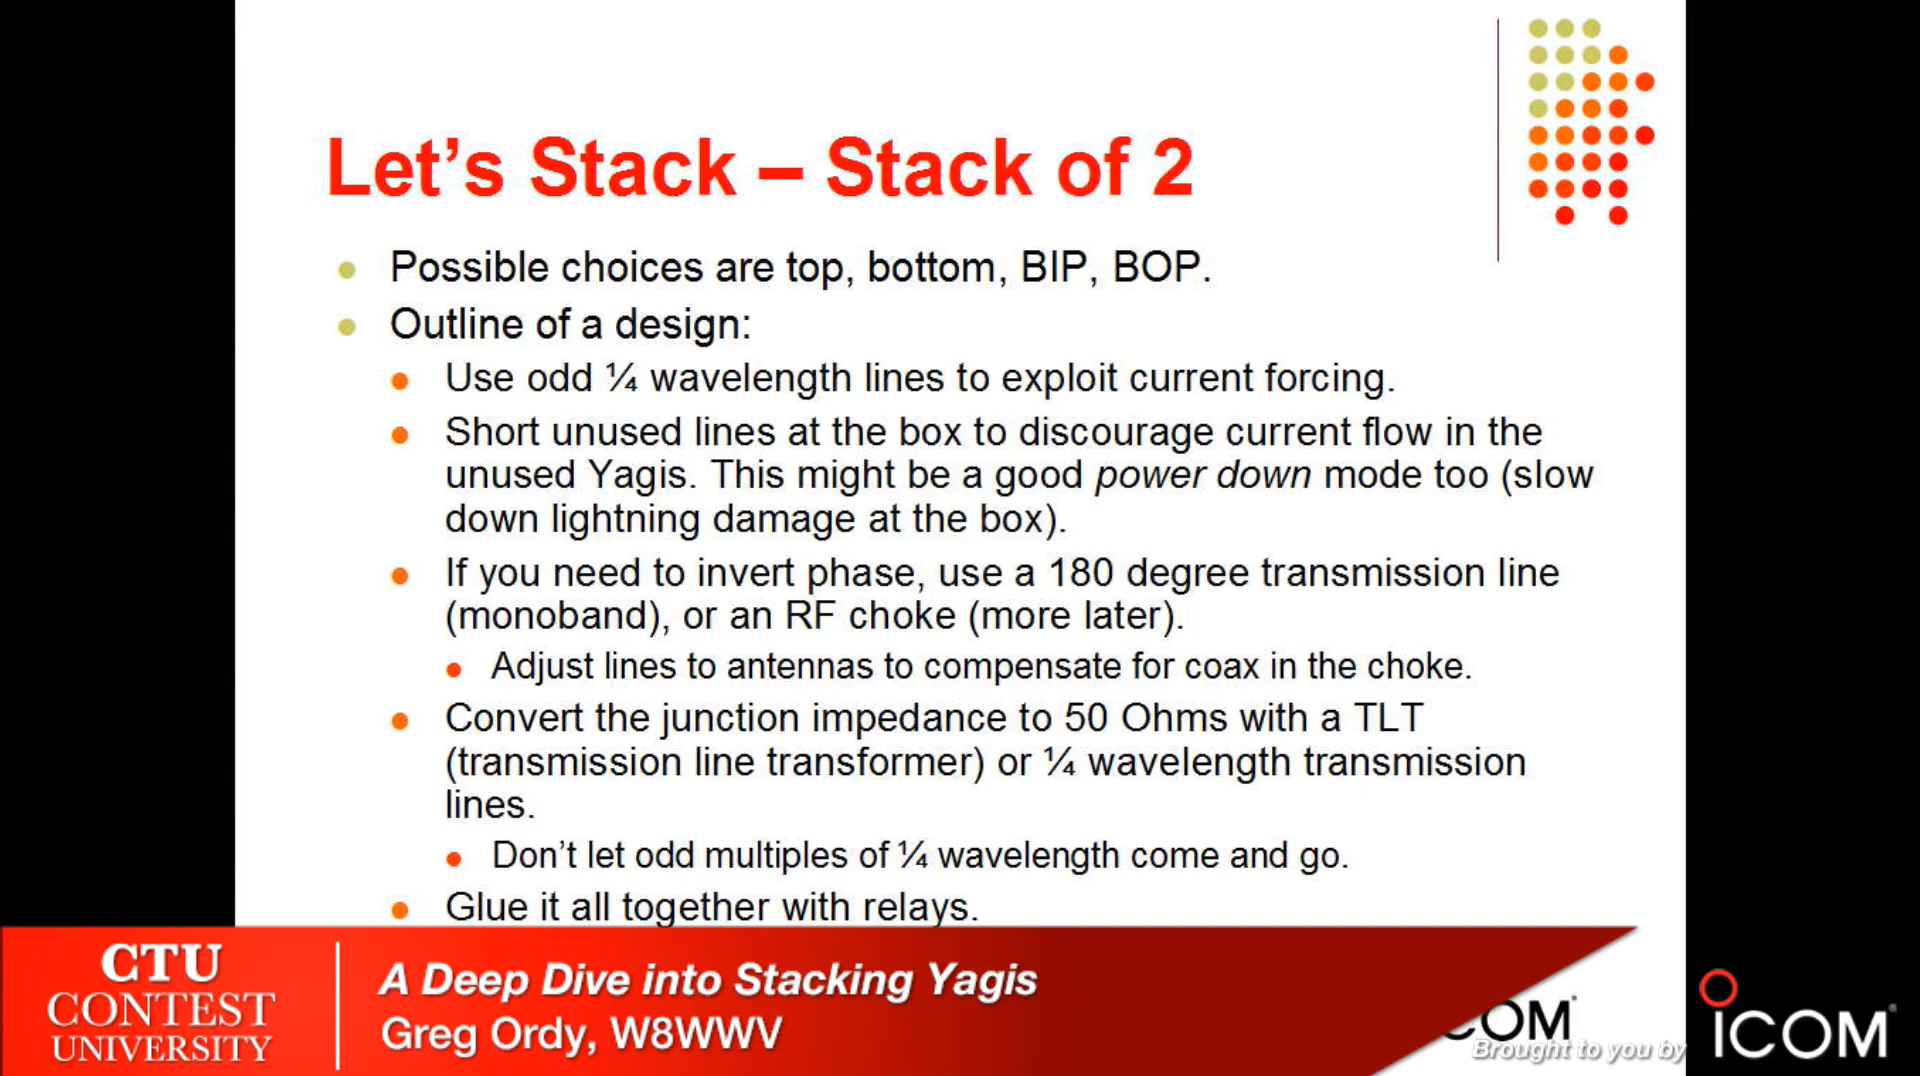 Let's Stack – Stack of 2
Possible choices are top, bottom, BIP, BOP.
Outline of a design:
Use odd ¼ wavelength lines to exploit current forcing.
Short unused lines at the box to discourage current flow in the
unused Yagis. This might be a good power down mode too (slow
down lightning damage at the box).
If you need to invert phase, use a 180 degree transmission line
(monoband), or an RF choke (more later).
Adjust lines to antennas to compensate for coax in the choke.
Convert the junction impedance to 50 Ohms with a TLT
(transmission line transformer) or ¼ wavelength transmission
lines.
Don't let odd multiples of ¼ wavelength come and go.
Glue it all together with relays.
CTU
CONTEST
UNIVERSITY
A Deep Dive into Stacking Yagis
Greg Ordy, W8WWV
COM
Brought to you by
ICOM